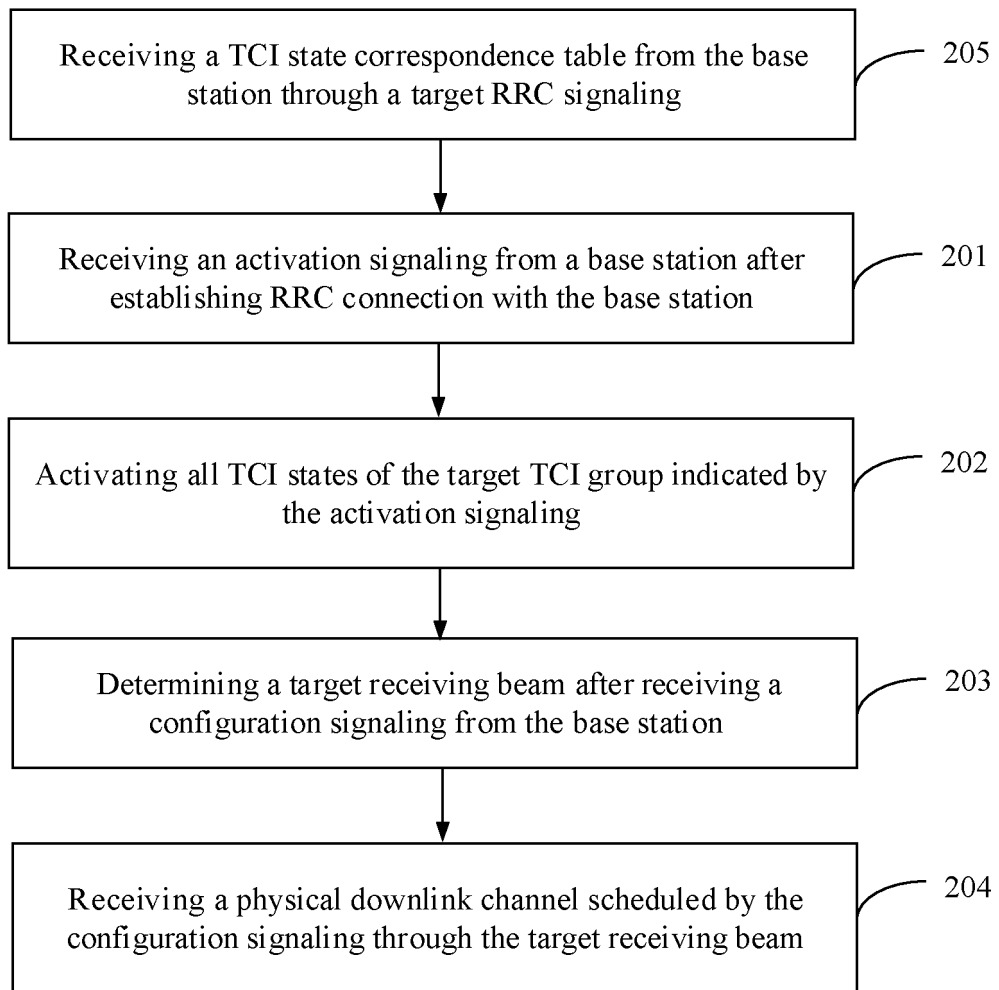 Receiving a TCI state correspondence table from the base
station through a target RRC signaling
205
Receiving an activation signaling from a base station after
establishing RRC connection with the base station
201
Activating all TCI states of the target TCI group indicated by
the activation signaling
202
Determining a target receiving beam after receiving a
configuration signaling from the base station
203
Receiving a physical downlink channel scheduled by the
configuration signaling through the target receiving beam
204